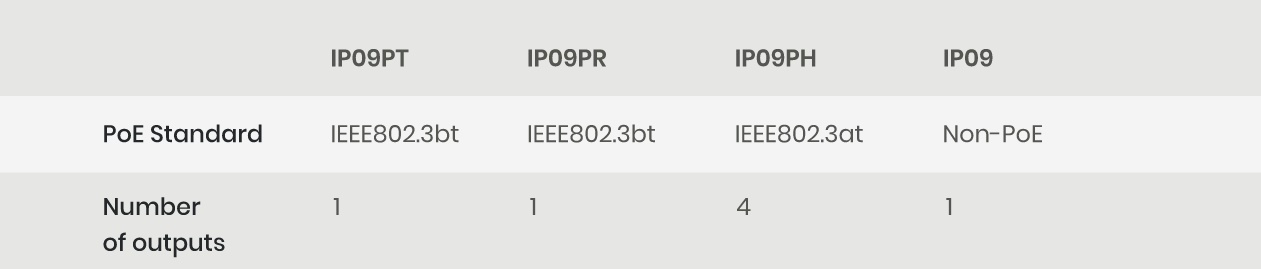 IP09PT IP09PR IP09PH IP09
PoE Standard IEEE802.3bt IEEE802.3bt IEEE802.3at Non-PoE
Number 1 1 4 1
of outputs